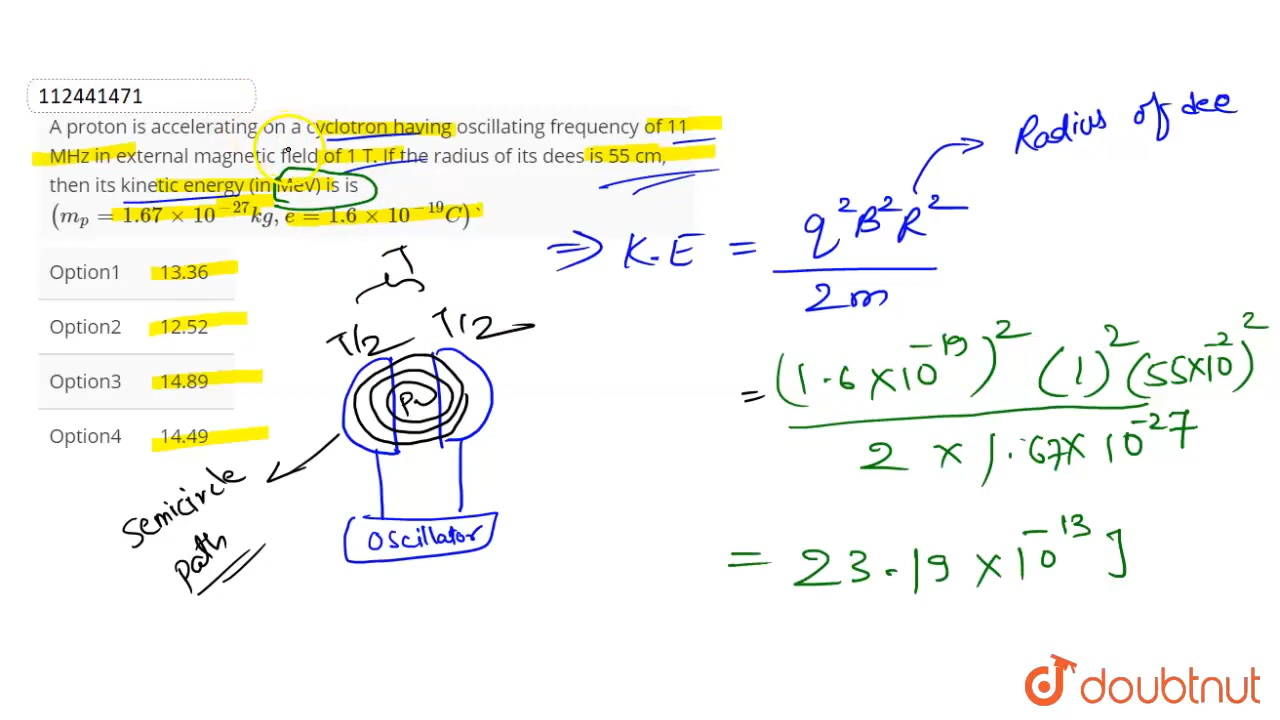 112441471
A proton is accelerating on a cyclotron having oscillating frequency of 11
MHz in external magnetic field of 1 T. If the radius of its dees is 55 cm,
then its kinetic energy (in MeV) is is
(m_p = 1.67 × 10^{-27} kg, e = 1.6 × 10^{-19} C)`
Option1 13.36
Option2 12.52
Option3 14.89
Option4 14.49
T
T/2 T/2
P
Oscillator
Semicircle
Path
Radius of dee
⇒ K.E = q²B²R²
2m
= (1.6×10^{-19})² (1)² (55×10^{-2})²
2 × 1.67×10^{-27}
= 23.19 × 10^{-13} J
doubtnut